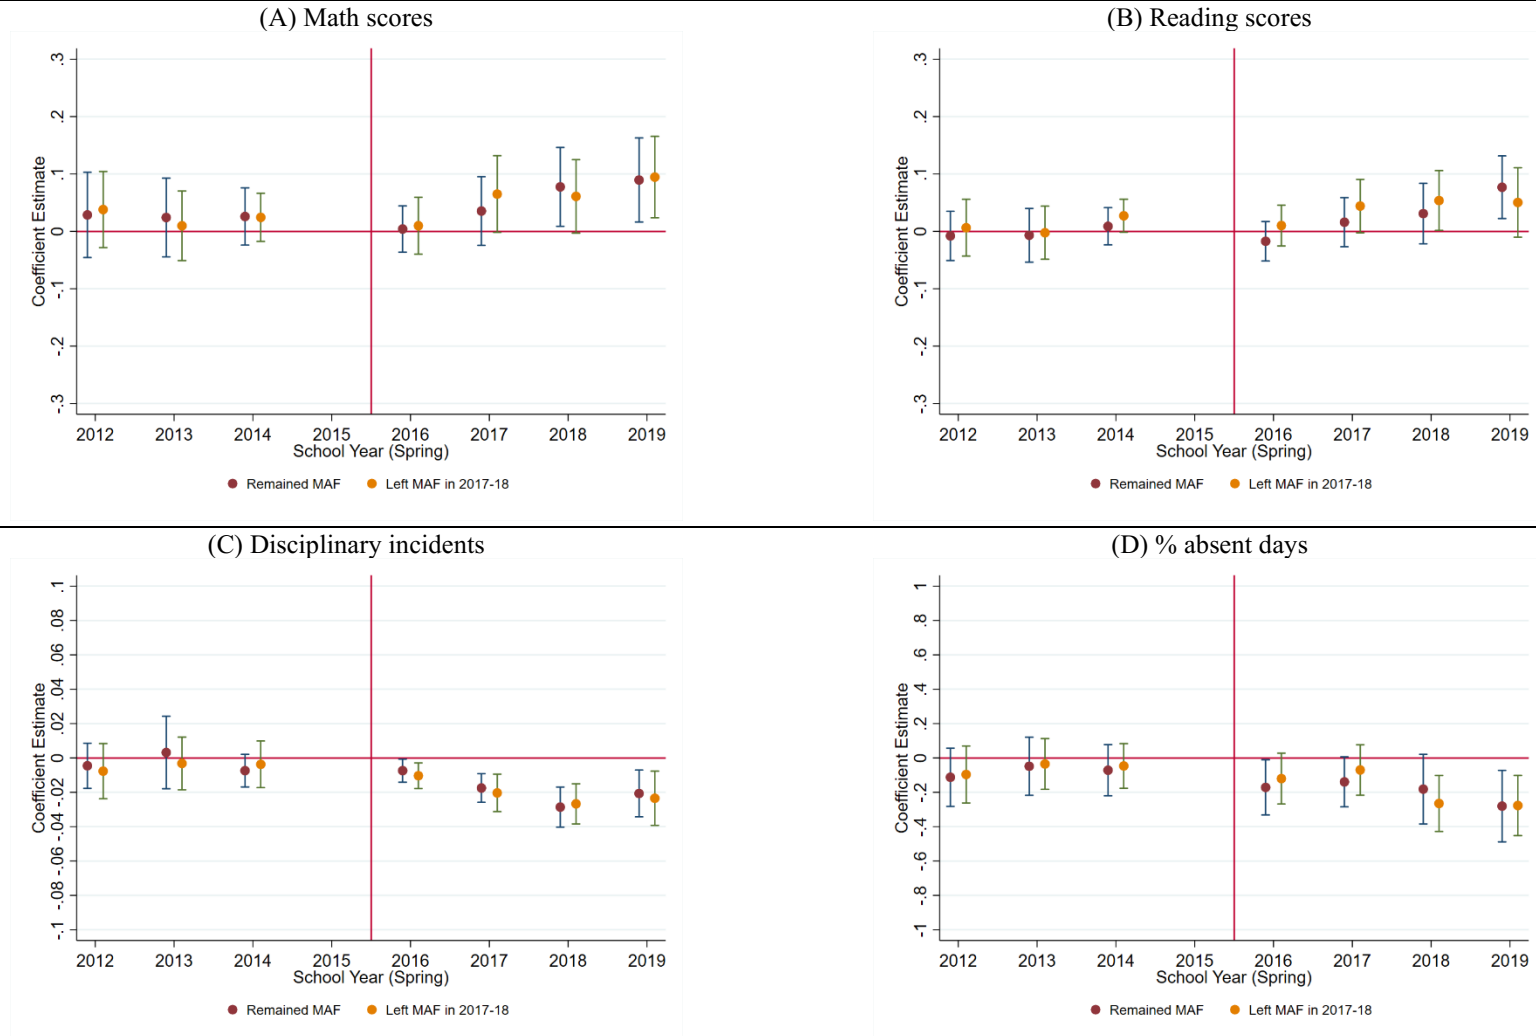 (A) Math scores
(B) Reading scores
.3
.2
.1
0
-.1
-.2
-.3
Coefficient Estimate
2012 2013 2014 2015 2016 2017 2018 2019
School Year (Spring)
Remained MAF Left MAF in 2017-18
.3
.2
.1
0
-.1
-.2
-.3
Coefficient Estimate
2012 2013 2014 2015 2016 2017 2018 2019
School Year (Spring)
Remained MAF Left MAF in 2017-18
(C) Disciplinary incidents
(D) % absent days
.1
.08
.06
.04
.02
0
-.02
-.04
-.06
-.08
-.1
Coefficient Estimate
2012 2013 2014 2015 2016 2017 2018 2019
School Year (Spring)
Remained MAF Left MAF in 2017-18
1
.8
.6
.4
.2
0
-.2
-.4
-.6
-.8
-1
Coefficient Estimate
2012 2013 2014 2015 2016 2017 2018 2019
School Year (Spring)
Remained MAF Left MAF in 2017-18